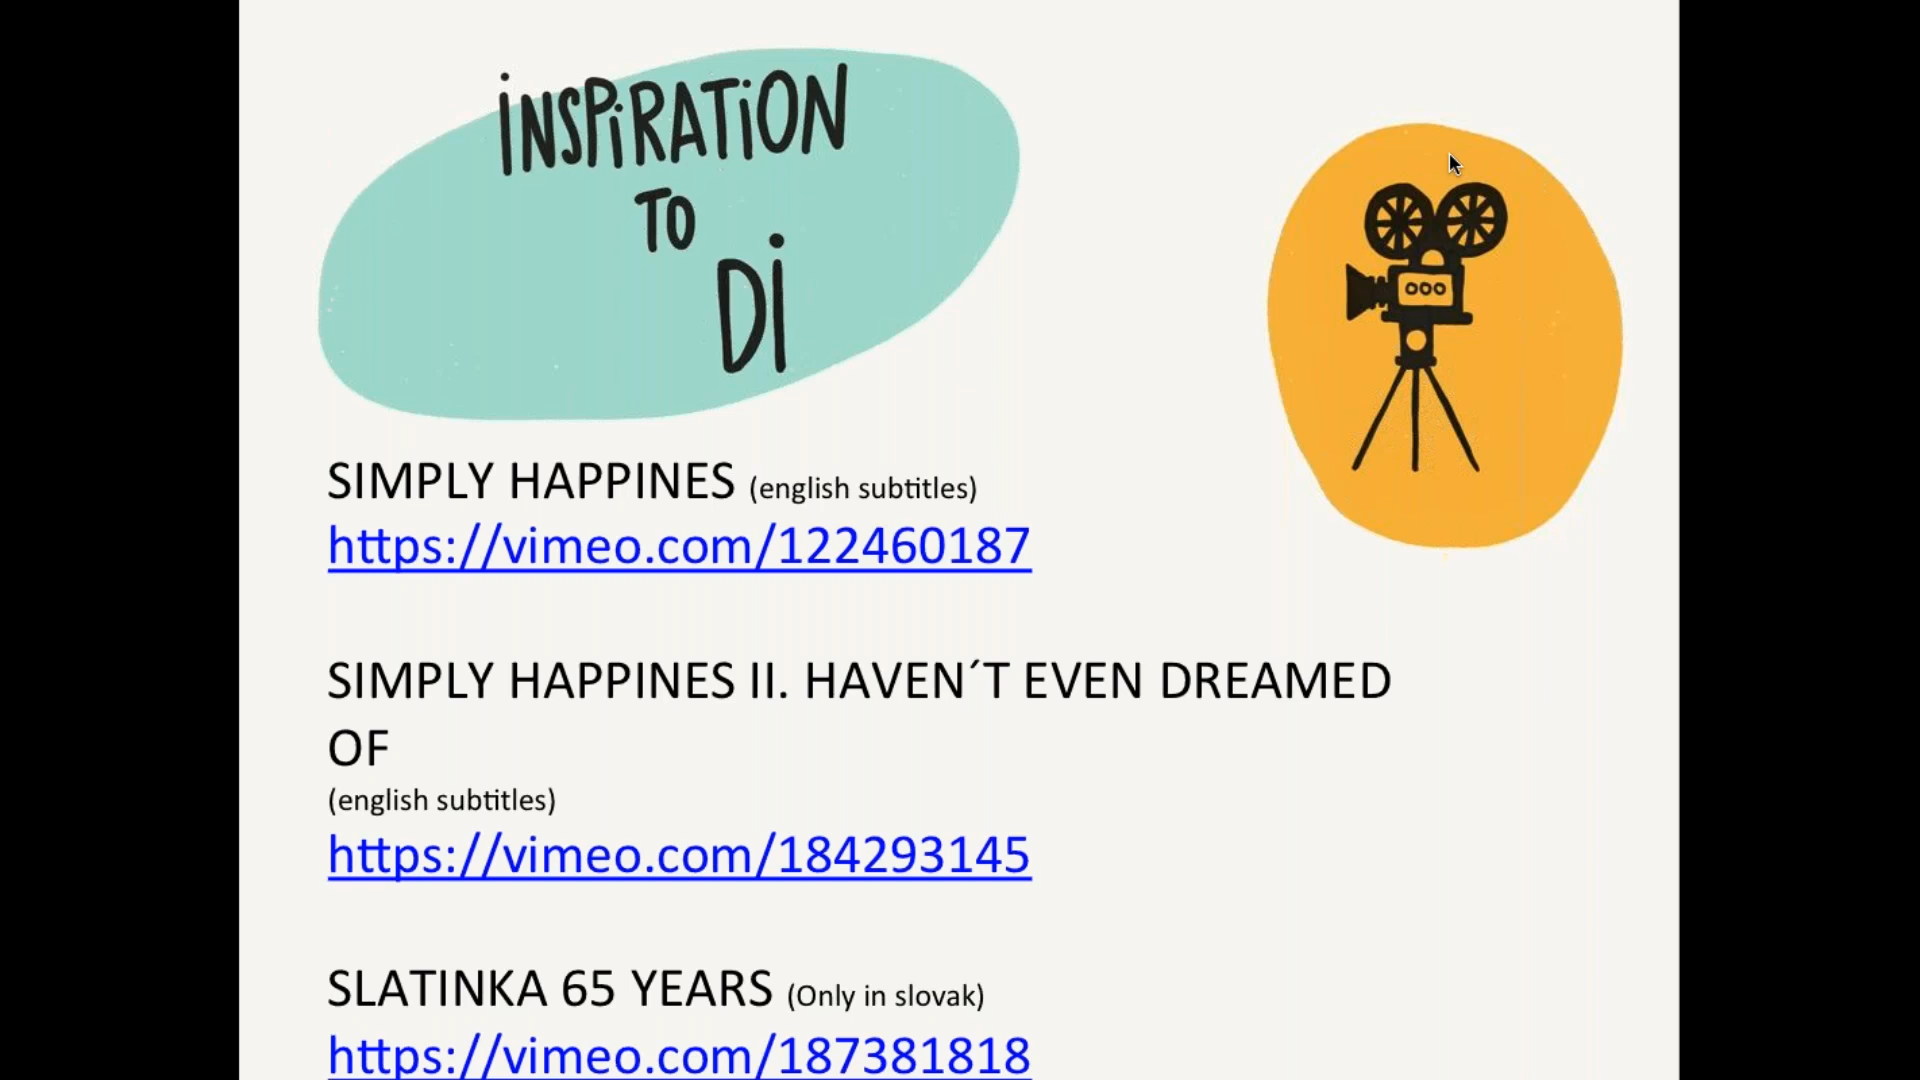 iNSPiRATiON
TO
Di
SIMPLY HAPPINES (english subtitles)
https://vimeo.com/122460187
SIMPLY HAPPINES II. HAVEN´T EVEN DREAMED
OF
(english subtitles)
https://vimeo.com/184293145
SLATINKA 65 YEARS (Only in slovak)
https://vimeo.com/187381818